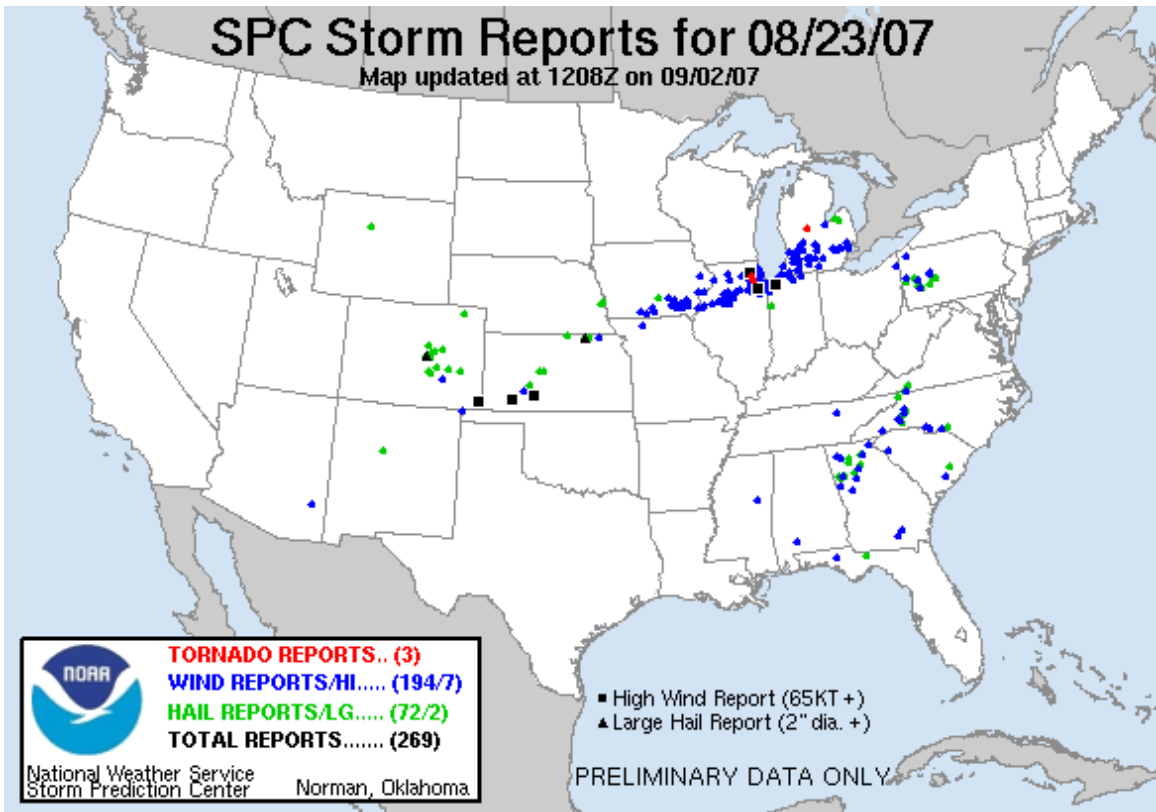 SPC Storm Reports for 08/23/07
Map updated at 1208Z on 09/02/07
NOAA
TORNADO REPORTS.. (3)
WIND REPORTS/HI..... (194/7)
HAIL REPORTS/LG..... (72/2)
TOTAL REPORTS....... (269)
National Weather Service
Storm Prediction Center
Norman, Oklahoma
High Wind Report (65KT +)
Large Hail Report (2" dia. +)
PRELIMINARY DATA ONLY